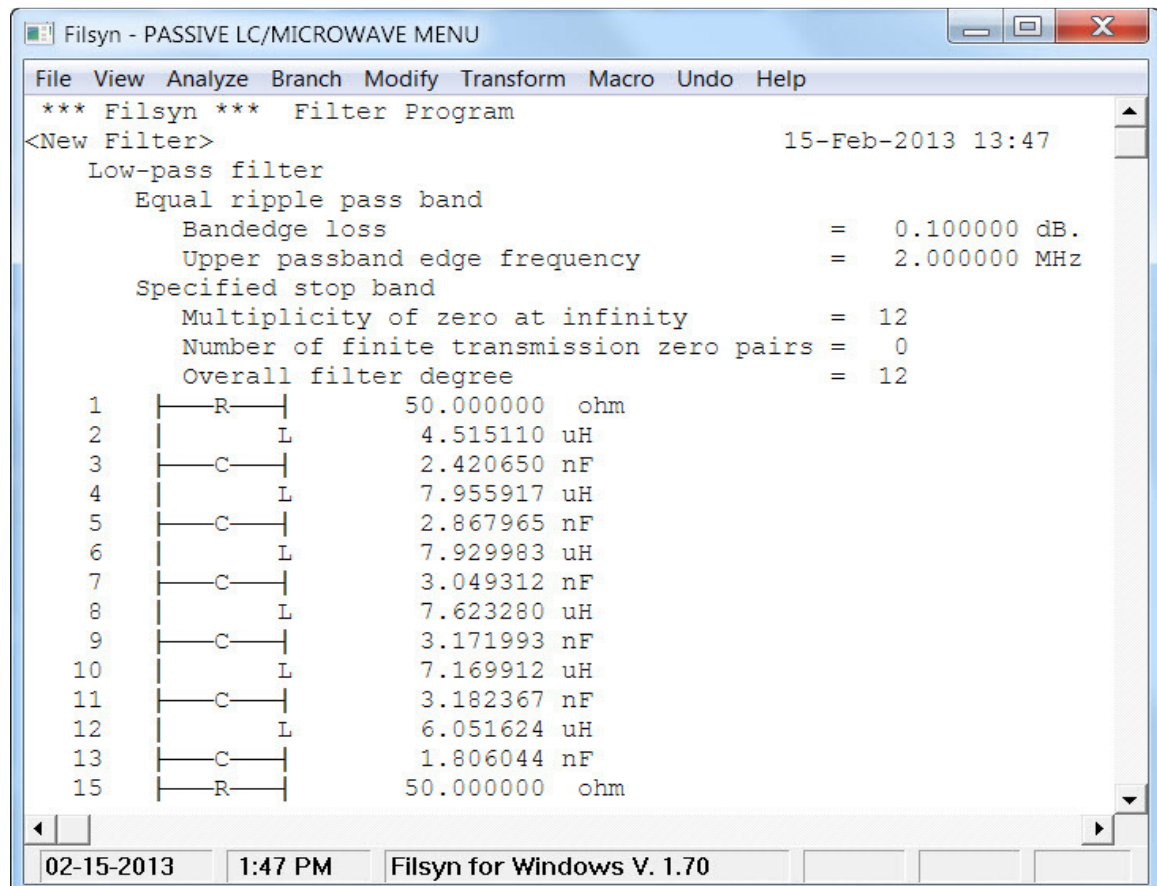 Filsyn - PASSIVE LC/MICROWAVE MENU
File View Analyze Branch Modify Transform Macro Undo Help
*** Filsyn *** Filter Program
<New Filter> 15-Feb-2013 13:47
Low-pass filter
Equal ripple pass band
Bandedge loss = 0.100000 dB.
Upper passband edge frequency = 2.000000 MHz
Specified stop band
Multiplicity of zero at infinity = 12
Number of finite transmission zero pairs = 0
Overall filter degree = 12
1 R 50.000000 ohm
2 L 4.515110 uH
3 C 2.420650 nF
4 L 7.955917 uH
5 C 2.867965 nF
6 L 7.929983 uH
7 C 3.049312 nF
8 L 7.623280 uH
9 C 3.171993 nF
10 L 7.169912 uH
11 C 3.182367 nF
12 L 6.051624 uH
13 C 1.806044 nF
15 R 50.000000 ohm
02-15-2013 1:47 PM Filsyn for Windows V. 1.70